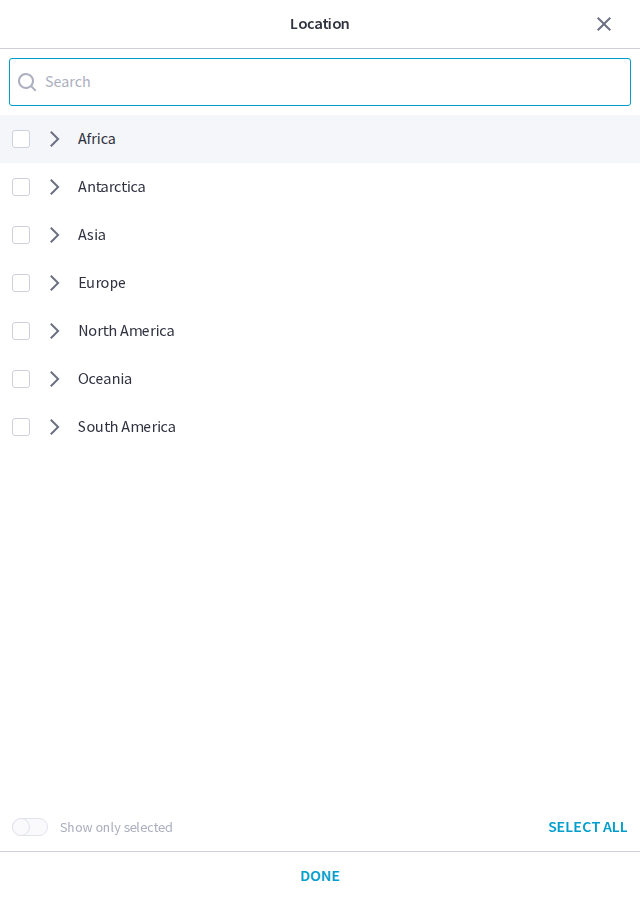 Location
Search
Africa
Antarctica
Asia
Europe
North America
Oceania
South America
Show only selected
SELECT ALL
DONE